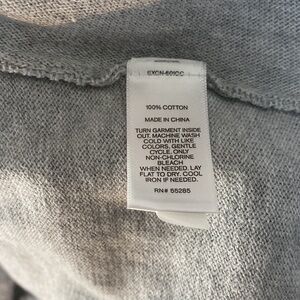 EXCN-601CC
100% COTTON
MADE IN CHINA
TURN GARMENT INSIDE
OUT. MACHINE WASH
COLD WITH LIKE
COLORS, GENTLE
CYCLE. ONLY
NON-CHLORINE
BLEACH
WHEN NEEDED. LAY
FLAT TO DRY. COOL
IRON IF NEEDED.
RN# 55285